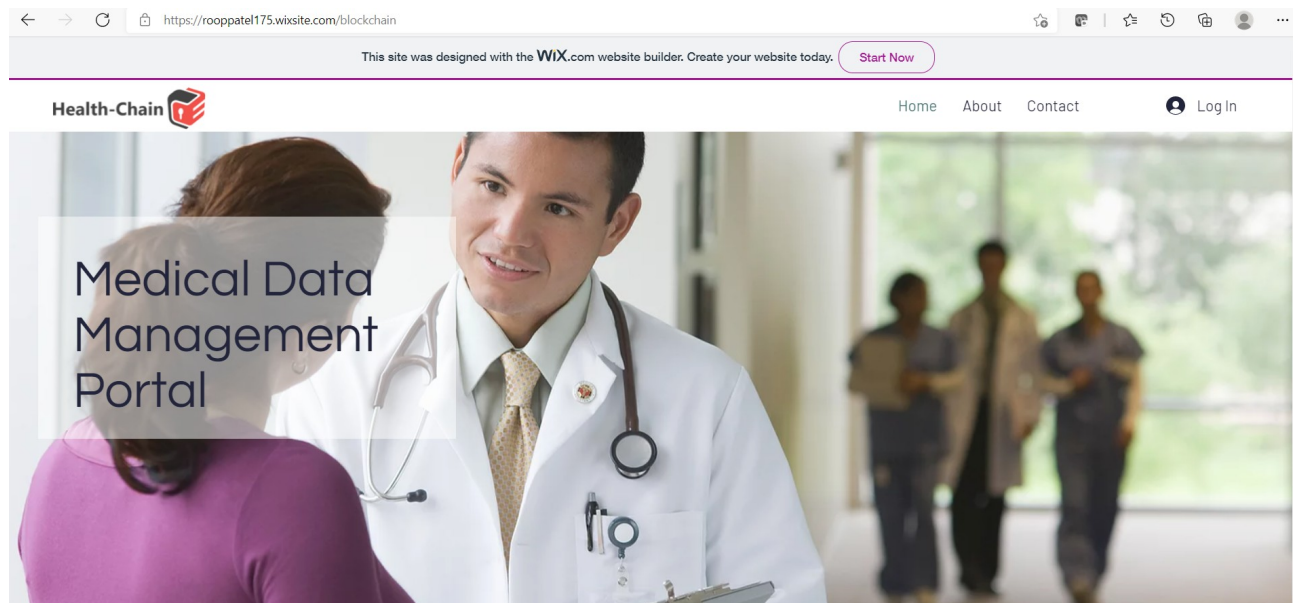 https://rooppatel175.wixsite.com/blockchain
This site was designed with the WiX.com website builder. Create your website today. Start Now
Health-Chain Home About Contact Log In
Medical Data
Management
Portal